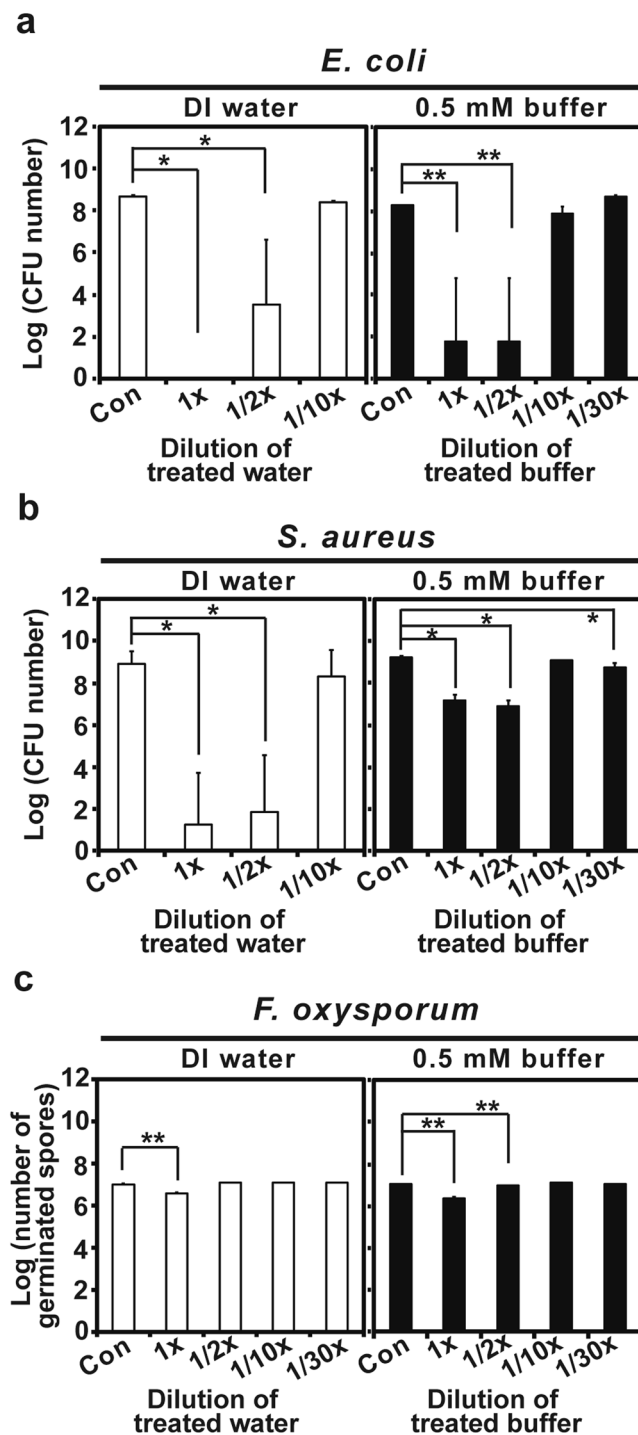 a
E. coli
DI water 0.5 mM buffer
Log (CFU number)
12
10
8
6
4
2
0
* *
** **
Con 1x 1/2x 1/10x
Con 1x 1/2x 1/10x 1/30x
Dilution of
treated water
Dilution of
treated buffer
b
S. aureus
DI water 0.5 mM buffer
Log (CFU number)
12
10
8
6
4
2
0
* *
* * *
Con 1x 1/2x 1/10x
Con 1x 1/2x 1/10x 1/30x
Dilution of
treated water
Dilution of
treated buffer
c
F. oxysporum
DI water 0.5 mM buffer
Log (number of
germinated spores)
12
10
8
6
4
2
0
**
** **
Con 1x 1/2x 1/10x 1/30x
Con 1x 1/2x 1/10x 1/30x
Dilution of
treated water
Dilution of
treated buffer